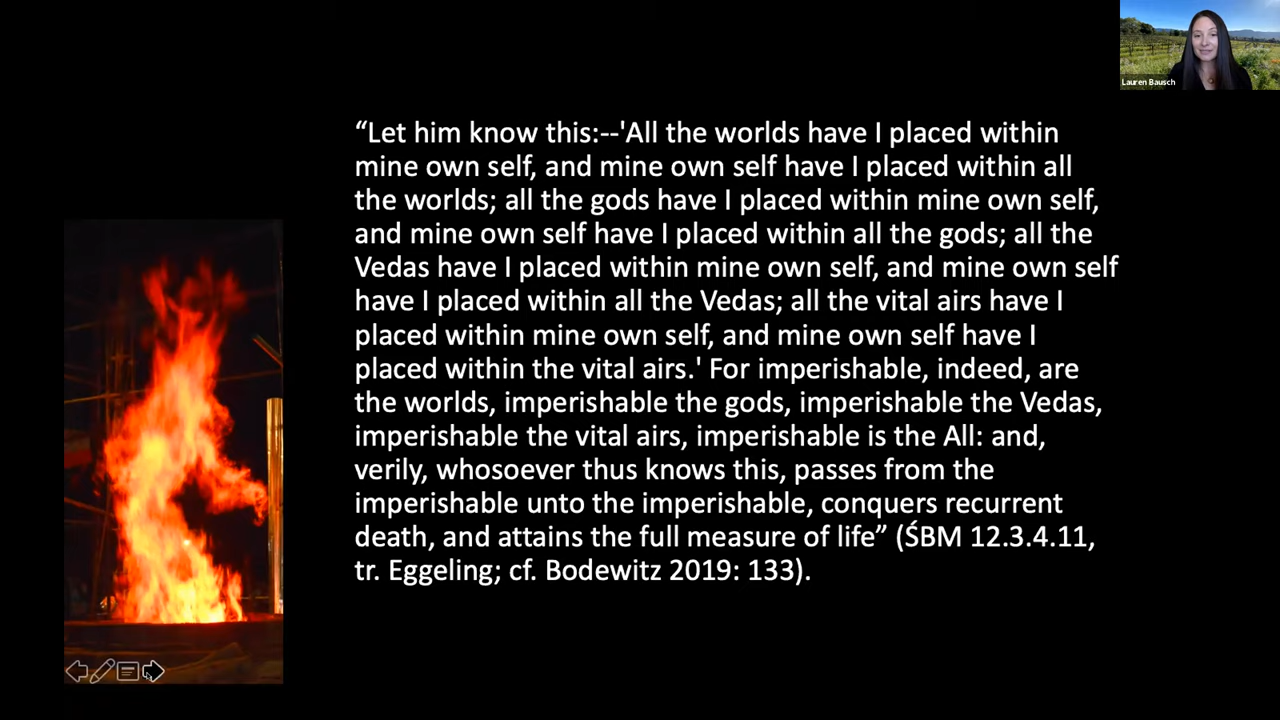 Lauren Bausch
“Let him know this:--'All the worlds have I placed within
mine own self, and mine own self have I placed within all
the worlds; all the gods have I placed within mine own self,
and mine own self have I placed within all the gods; all the
Vedas have I placed within mine own self, and mine own self
have I placed within all the Vedas; all the vital airs have I
placed within mine own self, and mine own self have I
placed within the vital airs.' For imperishable, indeed, are
the worlds, imperishable the gods, imperishable the Vedas,
imperishable the vital airs, imperishable is the All: and,
verily, whosoever thus knows this, passes from the
imperishable unto the imperishable, conquers recurrent
death, and attains the full measure of life” (ŚBM 12.3.4.11,
tr. Eggeling; cf. Bodewitz 2019: 133).